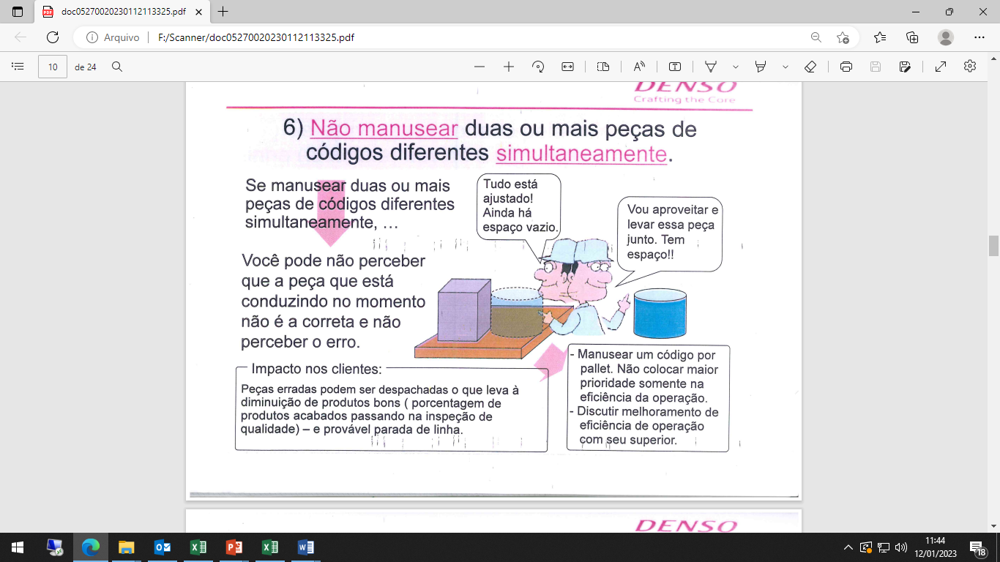 doc05270020230112113325.pdf
Arquivo
F:/Scanner/doc05270020230112113325.pdf
10 de 24
DENSO
Crafting the Core
6) Não manusear duas ou mais peças de
códigos diferentes simultaneamente.
Se manusear duas ou mais
peças de códigos diferentes
simultaneamente, …
Você pode não perceber
que a peça que está
conduzindo no momento
não é a correta e não
perceber o erro.
Tudo está
ajustado!
Ainda há
espaço vazio.
Vou aproveitar e
levar essa peça
junto. Tem
espaço!!
Impacto nos clientes:
Peças erradas podem ser despachadas o que leva à
diminuição de produtos bons ( porcentagem de
produtos acabados passando na inspeção de
qualidade) – e provável parada de linha.
- Manusear um código por
pallet. Não colocar maior
prioridade somente na
eficiência da operação.
- Discutir melhoramento de
eficiência de operação
com seu superior.
DENSO
11:44
12/01/2023
18